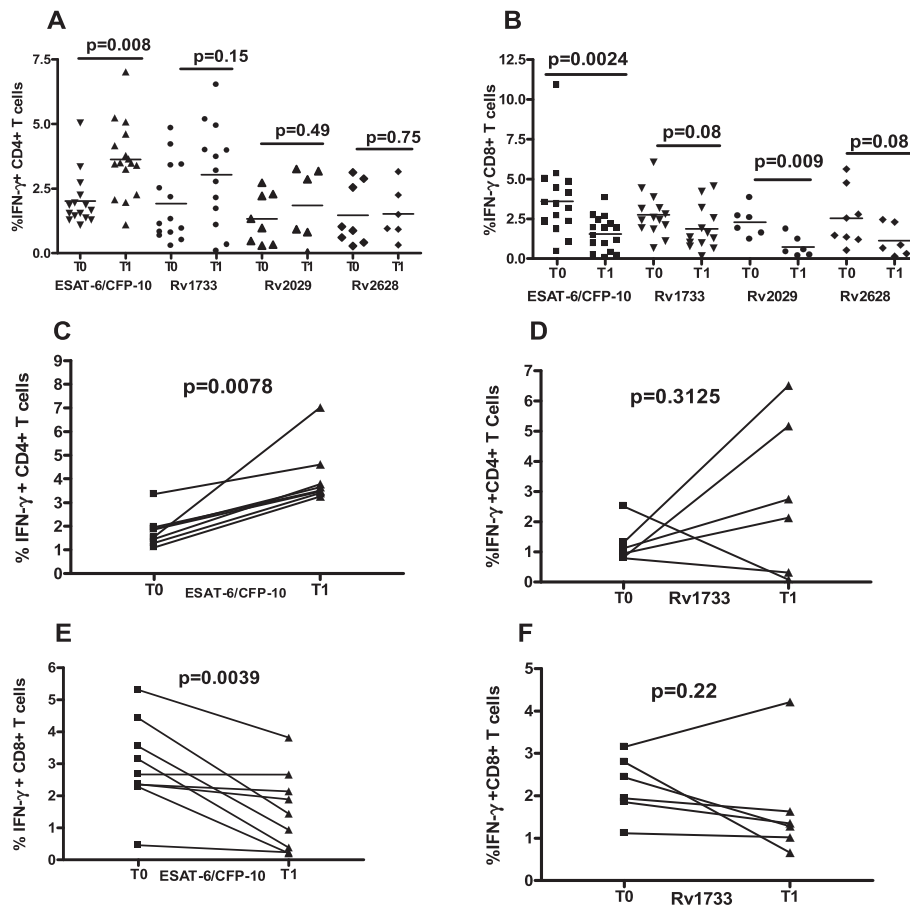 A
%IFN-γ+ CD4+ T cells
7.5
5.0
2.5
0.0
p=0.008
p=0.15
p=0.49
p=0.75
T0 T1 T0 T1 T0 T1 T0 T1
ESAT-6/CFP-10 Rv1733 Rv2029 Rv2628
B
%IFN-γ CD8+ T cells
12.5
10.0
7.5
5.0
2.5
0.0
p=0.0024
p=0.08
p=0.009
p=0.08
T0 T1 T0 T1 T0 T1 T0 T1
ESAT-6/CFP-10 Rv1733 Rv2029 Rv2628
C
% IFN-γ + CD4+ T cells
9
8
7
6
5
4
3
2
1
0
p=0.0078
T0 ESAT-6/CFP-10 T1
D
%IFN-γ +CD4+ T Cells
7
6
5
4
3
2
1
0
p=0.3125
T0 Rv1733 T1
E
% IFN-γ + CD8+ T cells
6
5
4
3
2
1
0
p=0.0039
T0 ESAT-6/CFP-10 T1
F
%IFN-γ +CD8+ T cells
5
4
3
2
1
0
p=0.22
T0 Rv1733 T1